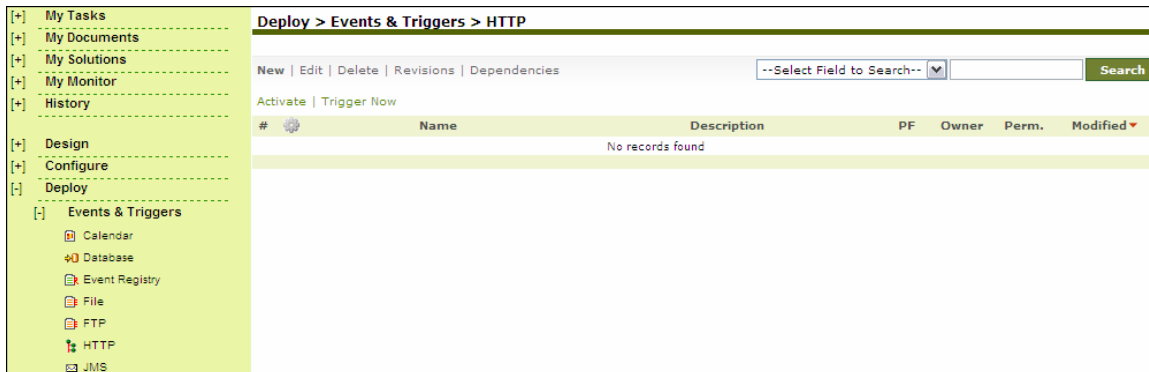 [+] My Tasks
[+] My Documents
[+] My Solutions
[+] My Monitor
[+] History
[+] Design
[+] Configure
[-] Deploy
[-] Events & Triggers
Calendar
Database
Event Registry
File
FTP
HTTP
JMS
Deploy > Events & Triggers > HTTP
New | Edit | Delete | Revisions | Dependencies --Select Field to Search-- Search
Activate | Trigger Now
# Name Description PF Owner Perm. Modified
No records found